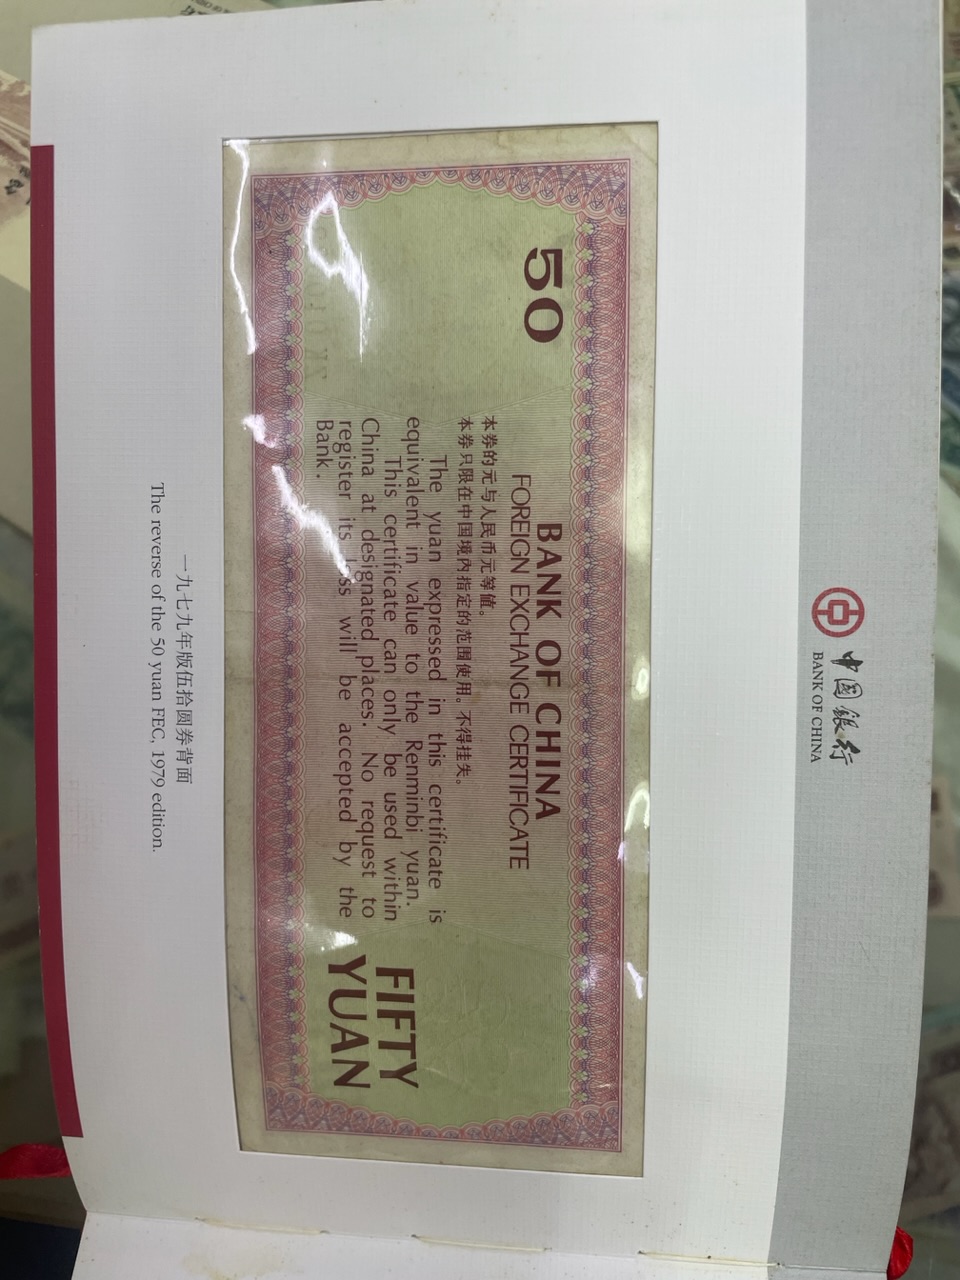 中国银行
BANK OF CHINA
50
BANK OF CHINA
FOREIGN EXCHANGE CERTIFICATE
本券的元与人民币元等值。
本券只限在中国境内指定的范围使用。不得挂失。
The yuan expressed in this certificate is
equivalent in value to the Renminbi yuan.
This certificate can only be used within
China at designated places. No request to
register its loss will be accepted by the
Bank.
FIFTY
YUAN
一九七九年版伍拾圆券背面
The reverse of the 50 yuan FEC, 1979 edition.